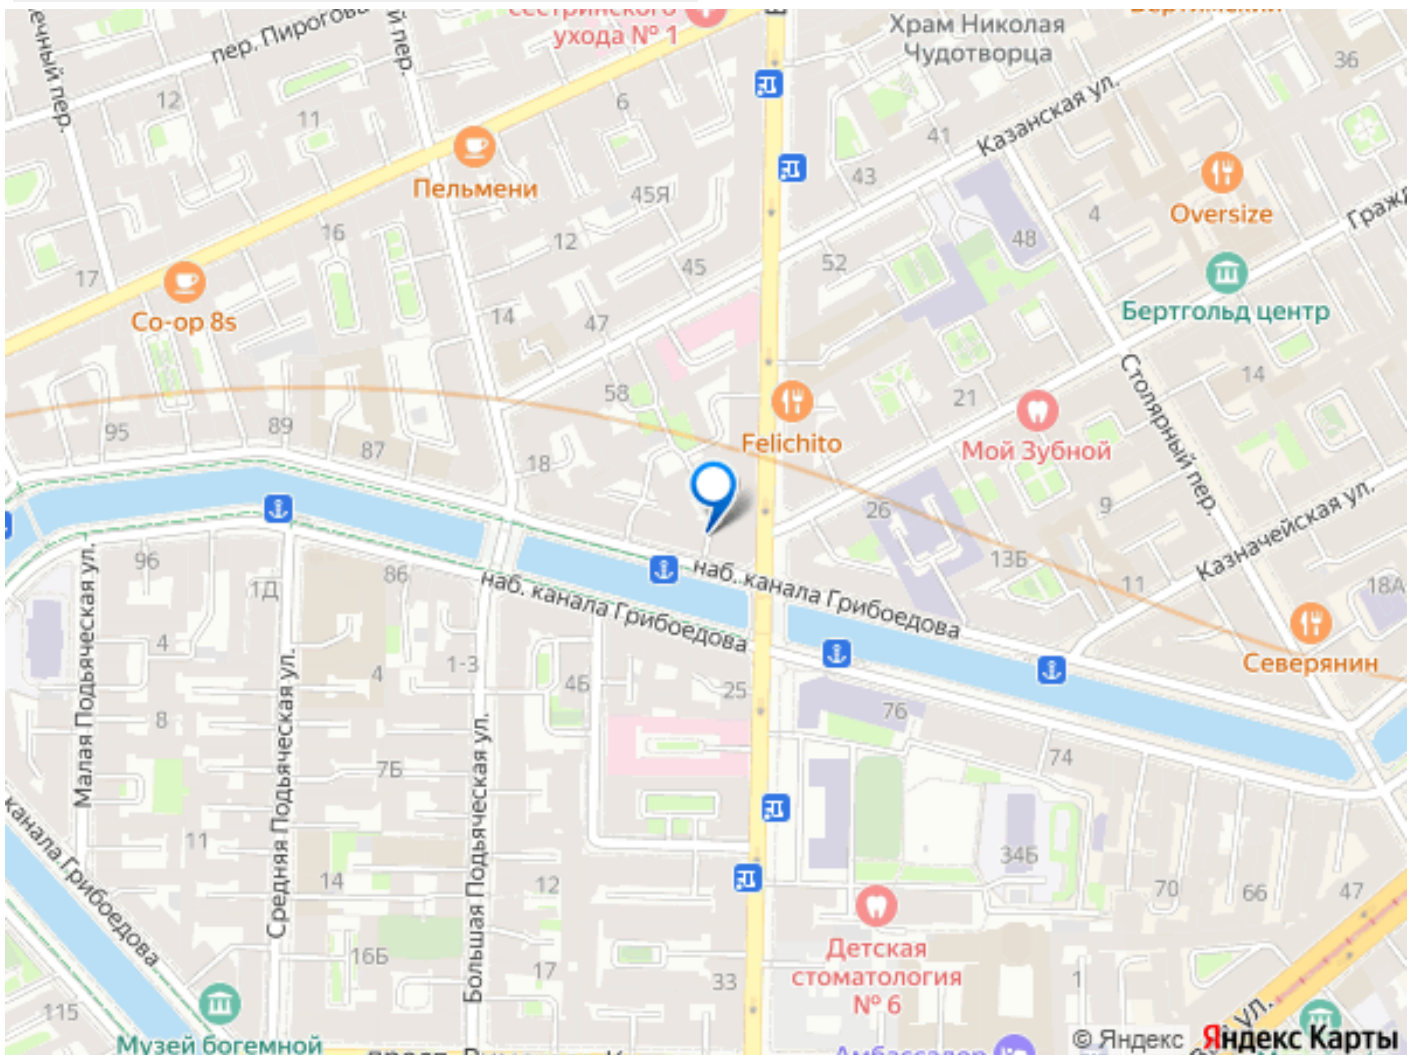 сестринского
ухода № 1
Храм Николая
Чудотворца
пер. Пирогова
36
12
11
6
41
Казанская ул.
Пельмени
45Я
43
Oversize
4
48
16
12
52
45
17
Co-op 8s
14
47
Бертгольд центр
58
14
Столярный пер.
21
Felichito
Мой Зубной
95
89
87
18
26
9
13Б
Казначейская ул.
11
18А
наб. канала Грибоедова
наб. канала Грибоедова
96
1Д
86
Северянин
4
4
1-3
4Б
25
76
74
8
7Б
Малая Подьяческая ул.
Средняя Подьяческая ул.
Большая Подьяческая ул.
канала Грибоедова
11
14
12
34Б
70
66
47
16Б
17
33
Детская
стоматология
№ 6
1
115
Музей богемной
ул.
© Яндекс Яндекс Карты